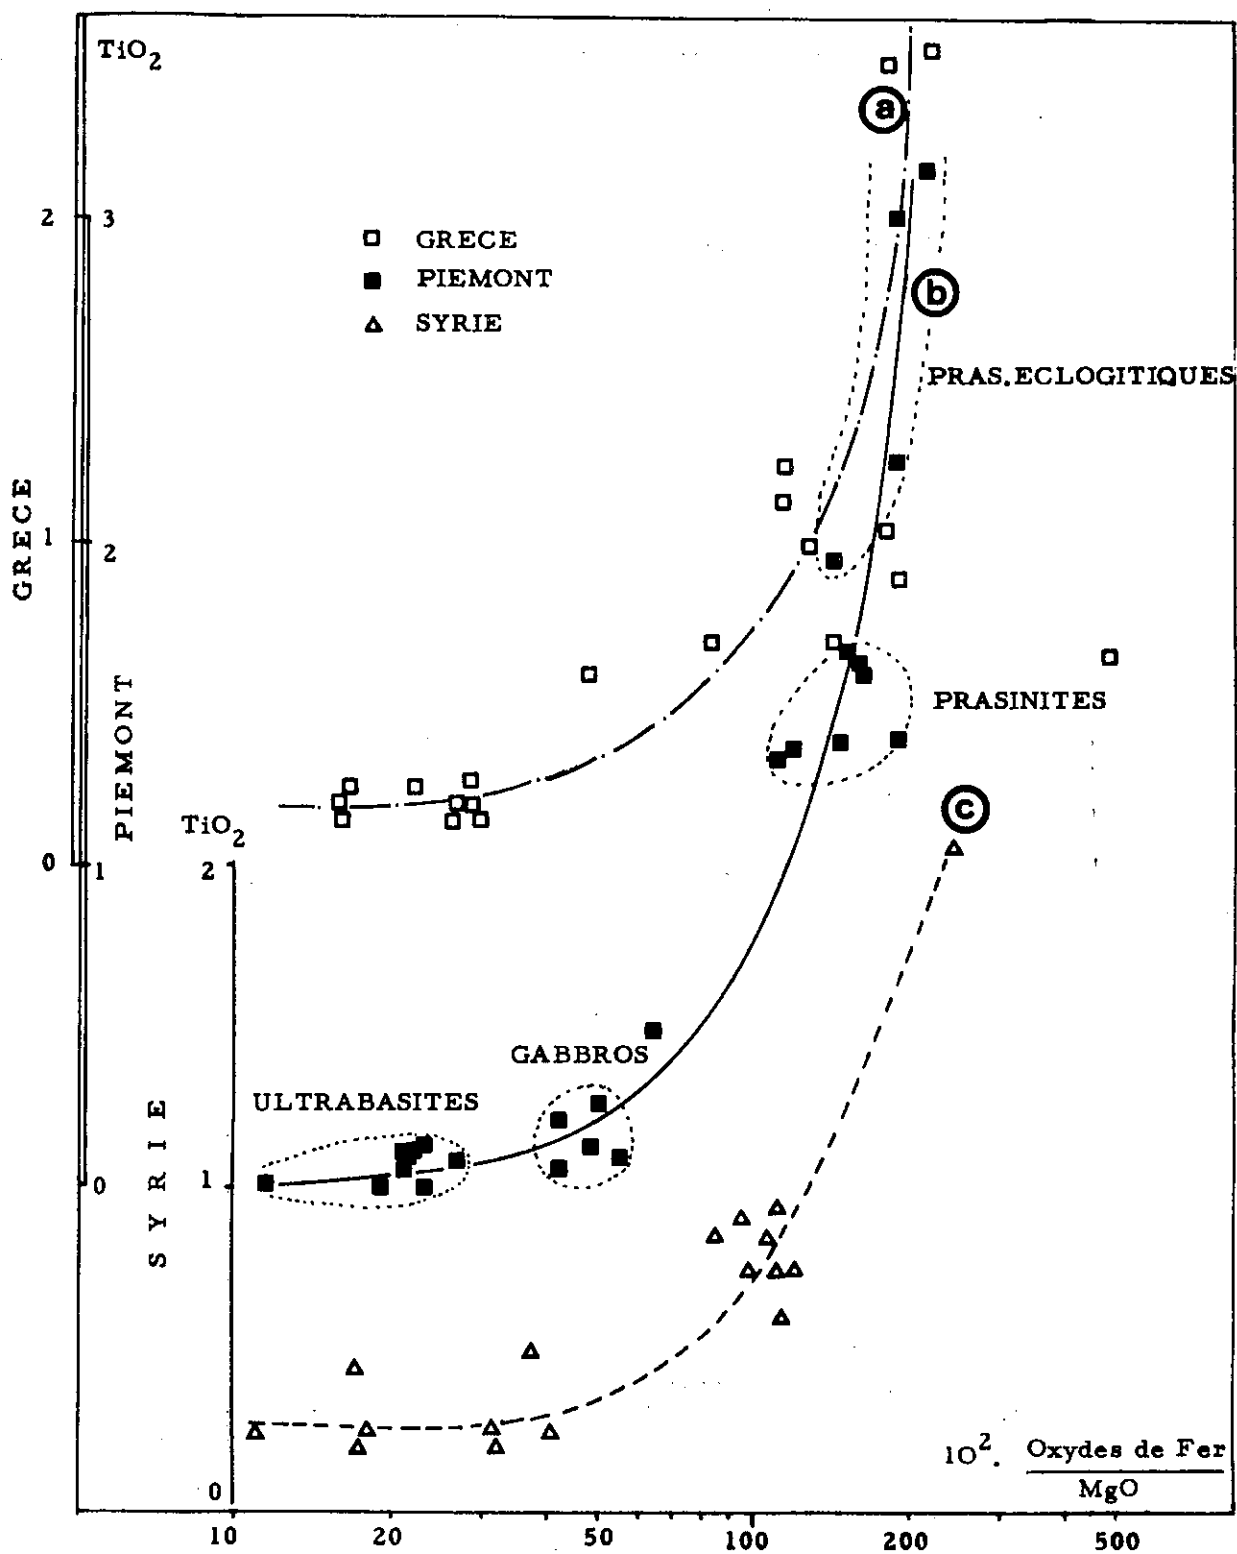 TiO2
a
2 3
GRECE
PIEMONT
SYRIE
b
PRAS.ECLOGITIQUES
GRECE
1 2
PRASINITES
PIEMONT
c
TiO2
0 1 2
GABBROS
ULTRABASITES
SYRIE
0 1
10². Oxydes de Fer
MgO
0
10 20 50 100 200 500